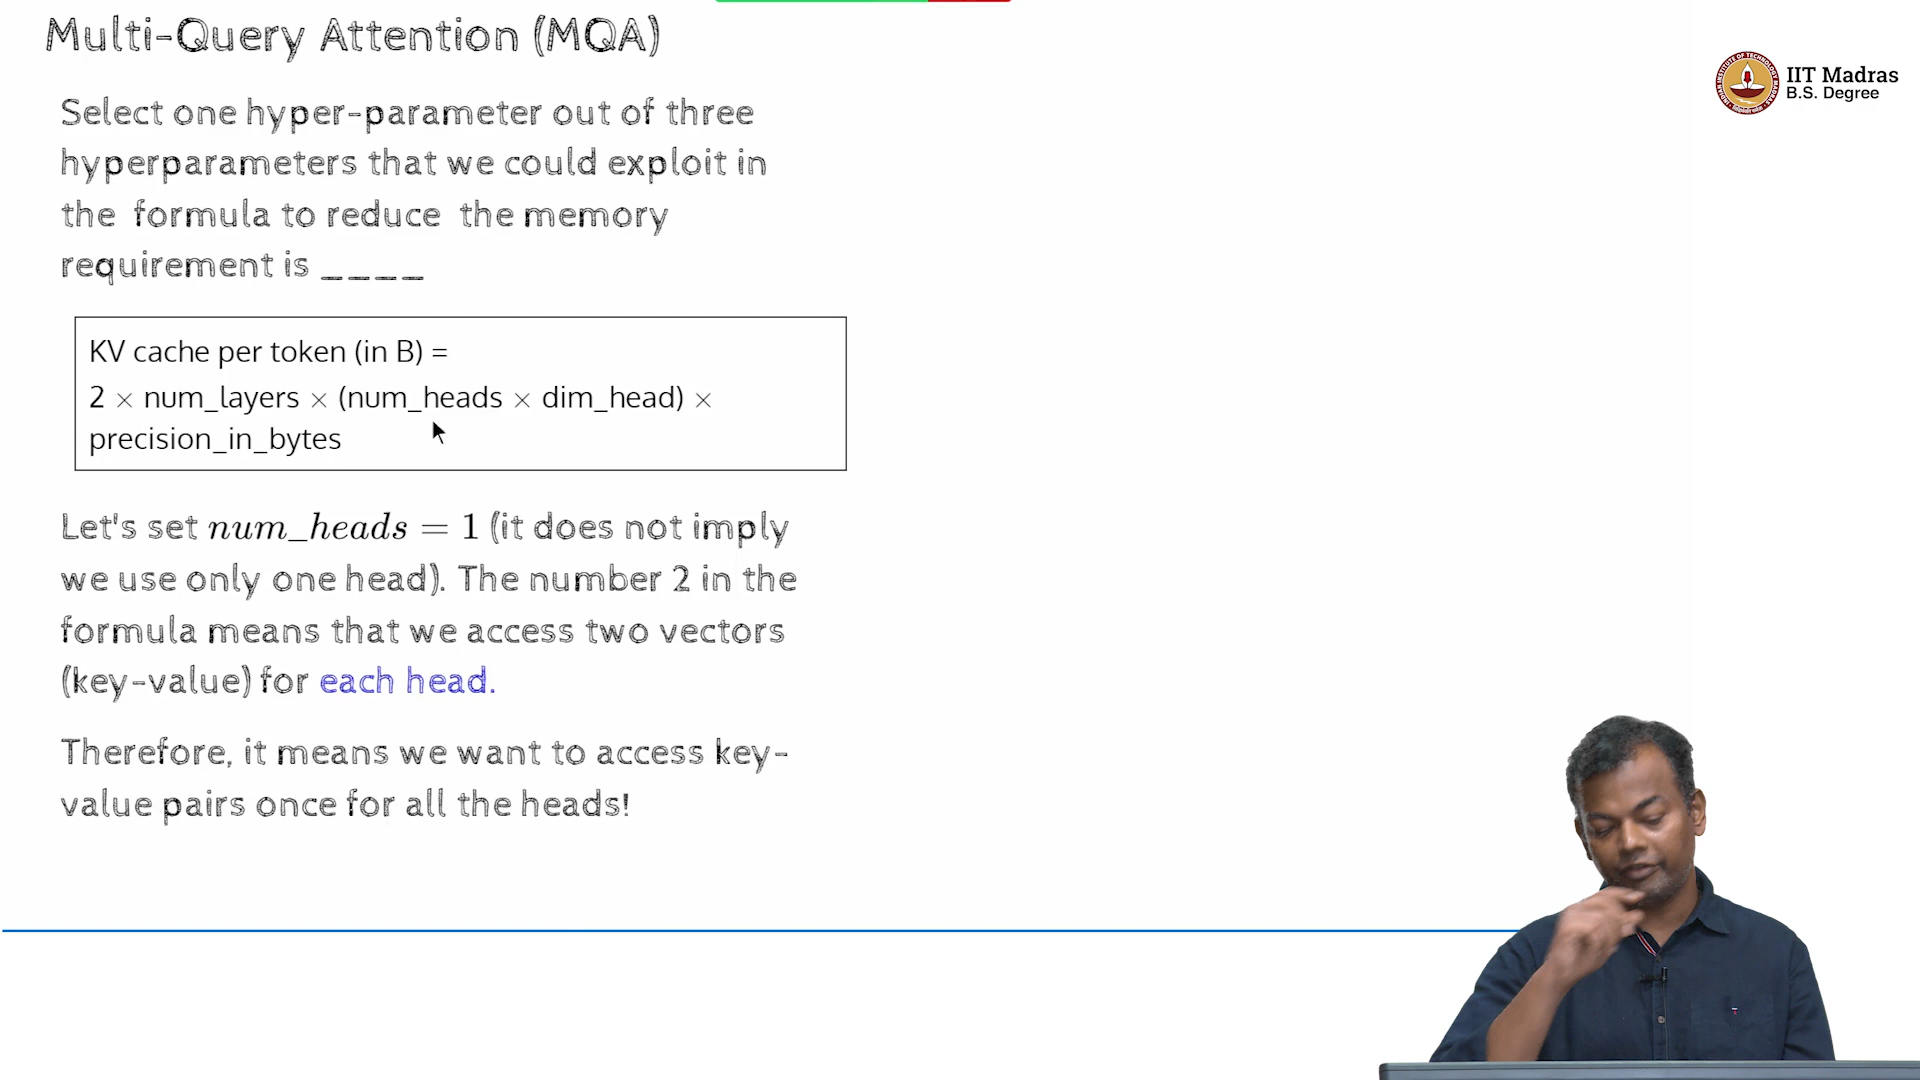 Multi-Query Attention (MQA)
IIT Madras
B.S. Degree
Select one hyper-parameter out of three
hyperparameters that we could exploit in
the formula to reduce the memory
requirement is ____
KV cache per token (in B) =
2 × num_layers × (num_heads × dim_head) ×
precision_in_bytes
Let's set num_heads = 1 (it does not imply
we use only one head). The number 2 in the
formula means that we access two vectors
(key-value) for each head.
Therefore, it means we want to access key-
value pairs once for all the heads!